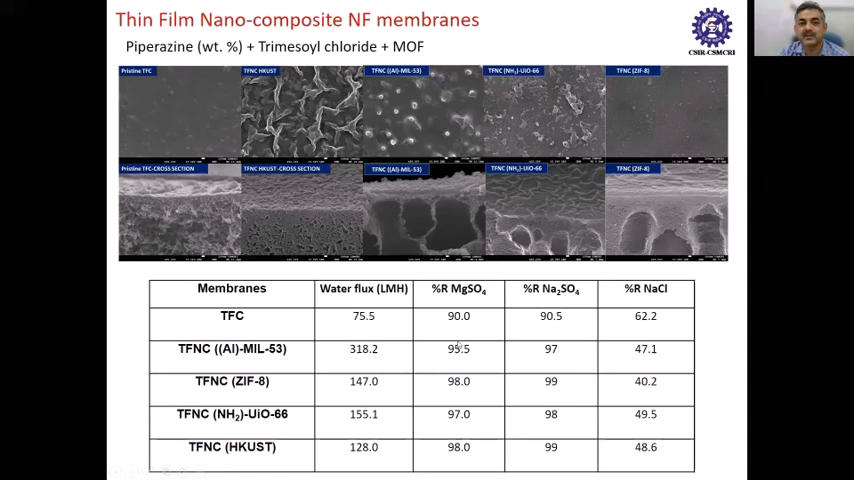 Thin Film Nano-composite NF membranes
Piperazine (wt. %) + Trimesoyl chloride + MOF
CSIR-CSMCRI
Pristine TFC TFNC HKUST TFNC ((Al)-MIL-53) TFNC (NH2)-UiO-66 TFNC (ZIF-8)
Pristine TFC-CROSS SECTION TFNC HKUST -CROSS SECTION TFNC ((Al)-MIL-53) TFNC (NH2)-UiO-66 TFNC (ZIF-8)
Membranes Water flux (LMH) %R MgSO4 %R Na2SO4 %R NaCl
TFC 75.5 90.0 90.5 62.2
TFNC ((Al)-MIL-53) 318.2 95.5 97 47.1
TFNC (ZIF-8) 147.0 98.0 99 40.2
TFNC (NH2)-UiO-66 155.1 97.0 98 49.5
TFNC (HKUST) 128.0 98.0 99 48.6